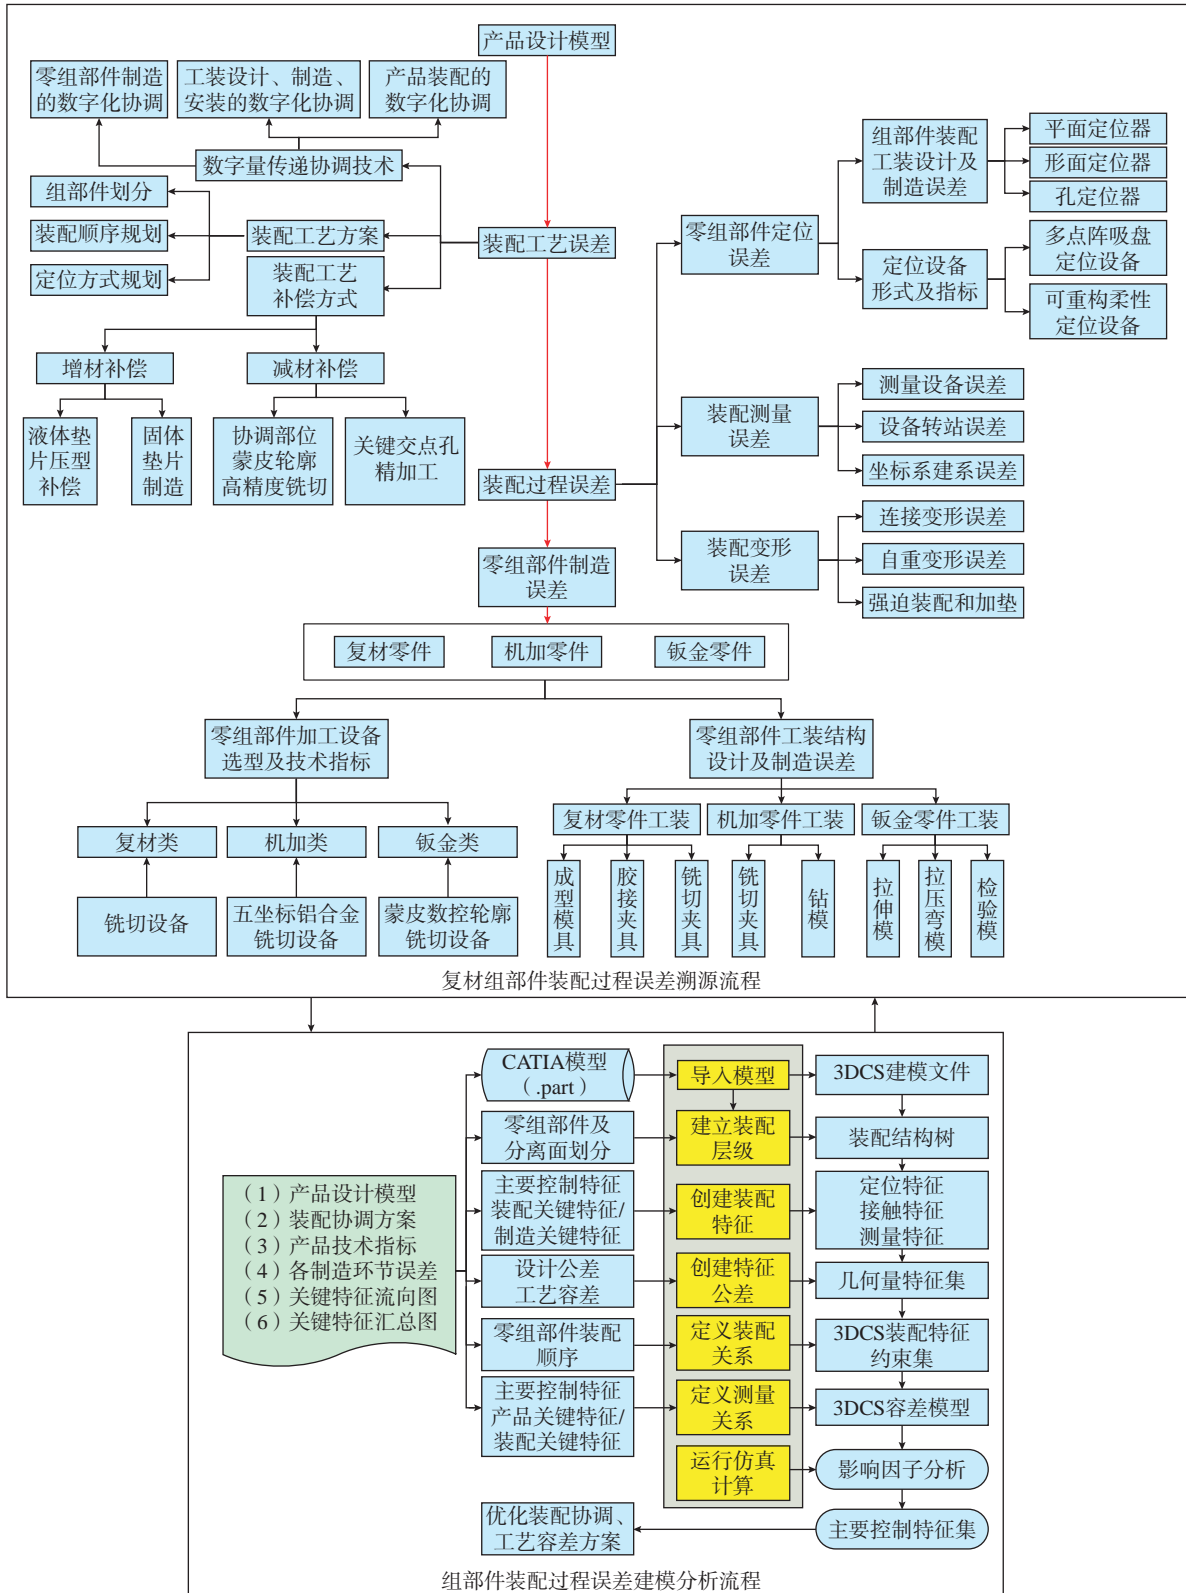 产品设计模型
零组部件制造
的数字化协调
工装设计、制造、
安装的数字化协调
产品装配的
数字化协调
数字量传递协调技术
组部件划分
装配顺序规划
定位方式规划
装配工艺方案
装配工艺
补偿方式
装配工艺误差
增材补偿
减材补偿
液体垫
片压型
补偿
固体
垫片
制造
协调部位
蒙皮轮廓
高精度铣切
关键交点孔
精加工
装配过程误差
零组部件定位
误差
组部件装配
工装设计及
制造误差
平面定位器
形面定位器
孔定位器
定位设备
形式及指标
多点阵吸盘
定位设备
可重构柔性
定位设备
装配测量
误差
测量设备误差
设备转站误差
坐标系建系误差
装配变形
误差
连接变形误差
自重变形误差
强迫装配和加垫
零组部件制造
误差
复材零件
机加零件
钣金零件
零组部件加工设备
选型及技术指标
零组部件工装结构
设计及制造误差
复材类
机加类
钣金类
铣切设备
五坐标铝合金
铣切设备
蒙皮数控轮廓
铣切设备
复材零件工装
机加零件工装
钣金零件工装
成型模具
胶接夹具
铣切夹具
铣切夹具
钻模
拉伸模
拉压弯模
检验模
复材组部件装配过程误差溯源流程
（1）产品设计模型
（2）装配协调方案
（3）产品技术指标
（4）各制造环节误差
（5）关键特征流向图
（6）关键特征汇总图
CATIA模型
（.part）
导入模型
3DCS建模文件
零组部件及
分离面划分
建立装配
层级
装配结构树
主要控制特征
装配关键特征/
制造关键特征
创建装配
特征
定位特征
接触特征
测量特征
设计公差
工艺容差
创建特征
公差
几何量特征集
零组部件装配
顺序
定义装配
关系
3DCS装配特征
约束集
主要控制特征
产品关键特征/
装配关键特征
定义测量
关系
3DCS容差模型
运行仿真
计算
影响因子分析
优化装配协调、
工艺容差方案
主要控制特征集
组部件装配过程误差建模分析流程